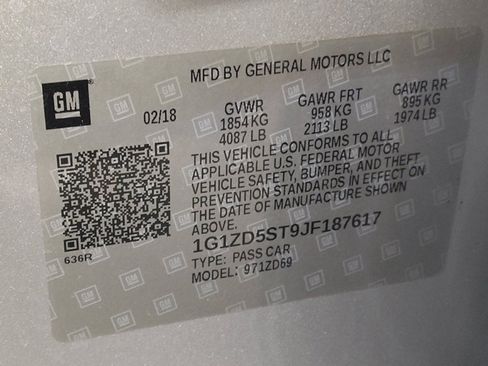 MFD BY GENERAL MOTORS LLC
GM
02/18 GVWR GAWR FRT GAWR RR
1854 KG 958 KG 895 KG
4087 LB 2113 LB 1974 LB
THIS VEHICLE CONFORMS TO ALL
APPLICABLE U.S. FEDERAL MOTOR
VEHICLE SAFETY, BUMPER, AND THEFT
PREVENTION STANDARDS IN EFFECT ON
THE DATE OF MANUFACTURE SHOWN
ABOVE.
1G1ZD5ST9JF187617
636R
TYPE: PASS CAR
MODEL: 971ZD69